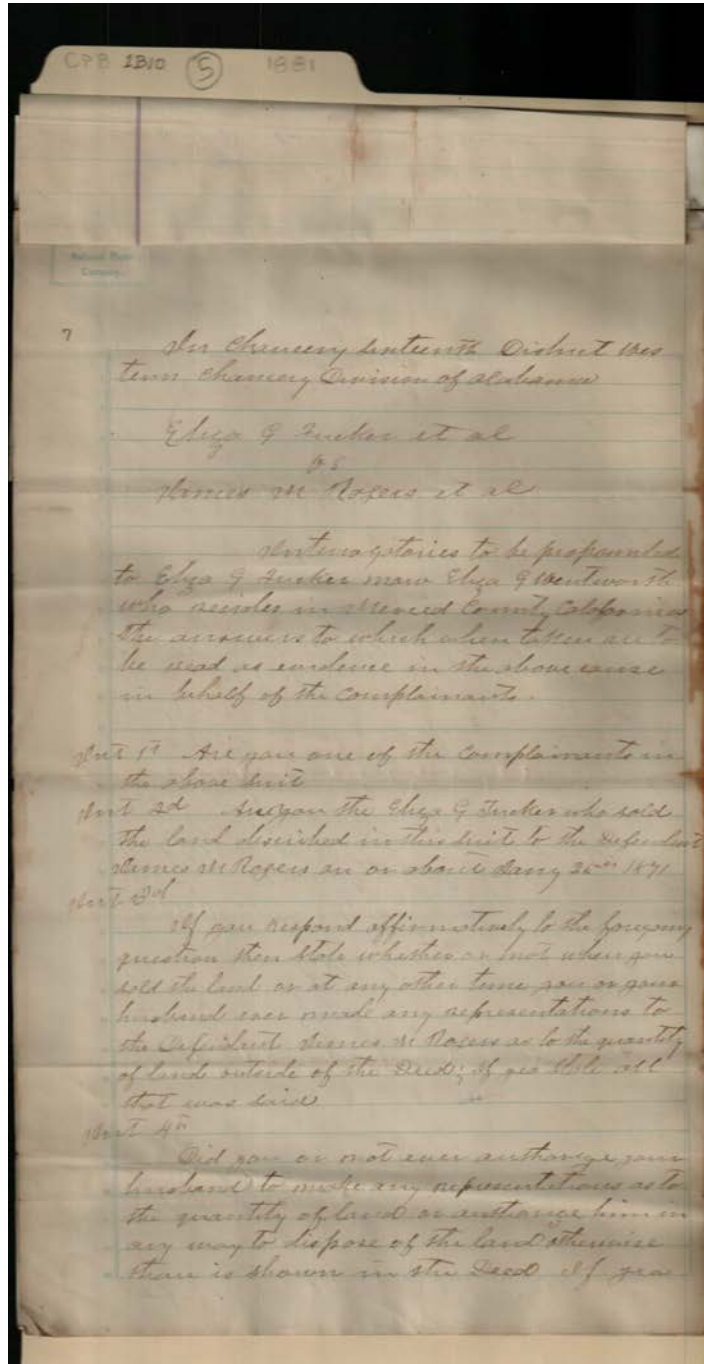 CPB 2B10 (5) 1881
Company
7
In Chancery Sixteenth District Wes
tern Chancery Division of Alabama
Eliza G Tucker et al
vs
James M Rogers et al
Interrogatories to be propounded
to Eliza G Tucker now Eliza G Wentworth
who resides in Merced County California
the answers to which when taken are to
be read as evidence in the above cause
in behalf of the Complainants.
Int 1st Are you one of the Complainants in
the above suit
Int 2d Are you the Eliza G Tucker who sold
the land described in this suit to the Defendant
James M Rogers on or about Jany 1871
Int 3d
If you respond affirmatively to the foregoing
question then state whether or not when you
sold the land or at any other time you or your
husband ever made any representations to
the Defendant James M Rogers as to the quantity
of land outside of the Deed; if yea state all
that was said
Int 4th
Did you or not ever authorize your
husband to make any representations as to
the quantity of land or authorize him in
any way to dispose of the land otherwise
than is shown in the Deed If yea